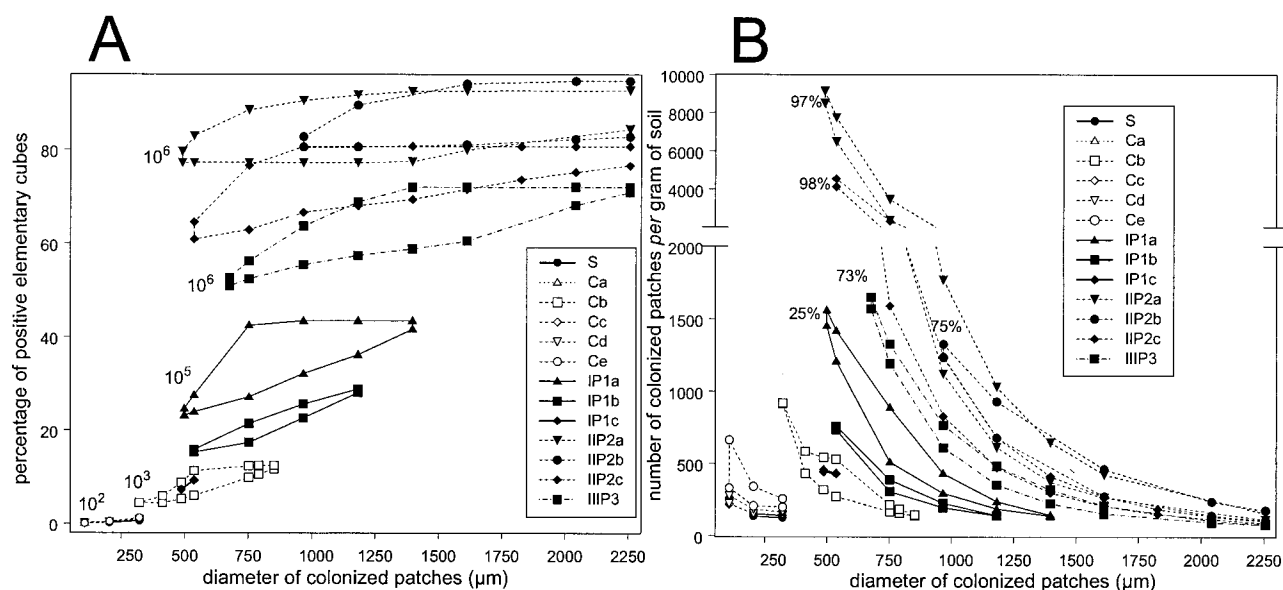 A
B
percentage of positive elementary cubes
80
60
40
20
0
10⁶
10⁶
10⁵
10³
10²
S
Ca
Cb
Cc
Cd
Ce
IP1a
IP1b
IP1c
IIP2a
IIP2b
IIP2c
IIIP3
250 500 750 1000 1250 1500 1750 2000 2250
diameter of colonized patches (µm)
number of colonized patches per gram of soil
10000
8000
6000
4000
2000
1500
1000
500
0
97%
98%
73%
25%
75%
S
Ca
Cb
Cc
Cd
Ce
IP1a
IP1b
IP1c
IIP2a
IIP2b
IIP2c
IIIP3
250 500 750 1000 1250 1500 1750 2000 2250
diameter of colonized patches (µm)